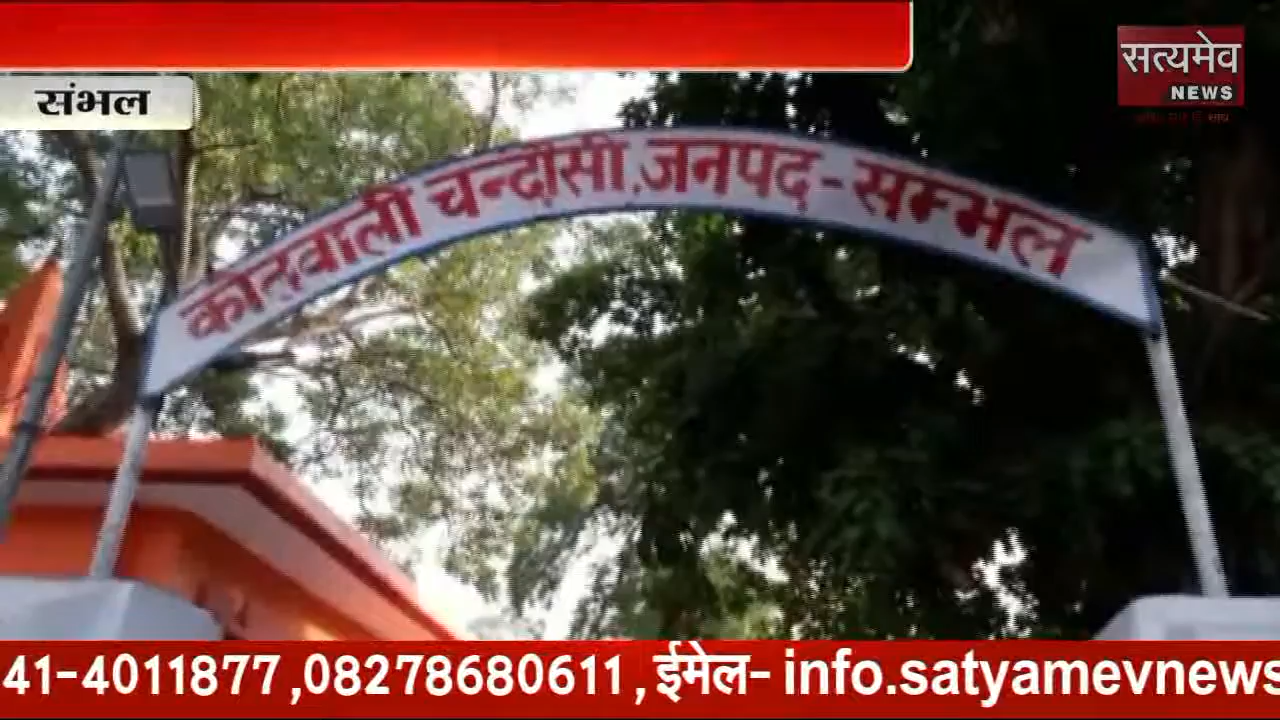 सत्यमेव
NEWS
संभल
कोतवाली चन्दौसी, जनपद-सम्भल
41-4011877 ,08278680611, ईमेल- info.satyamevnews